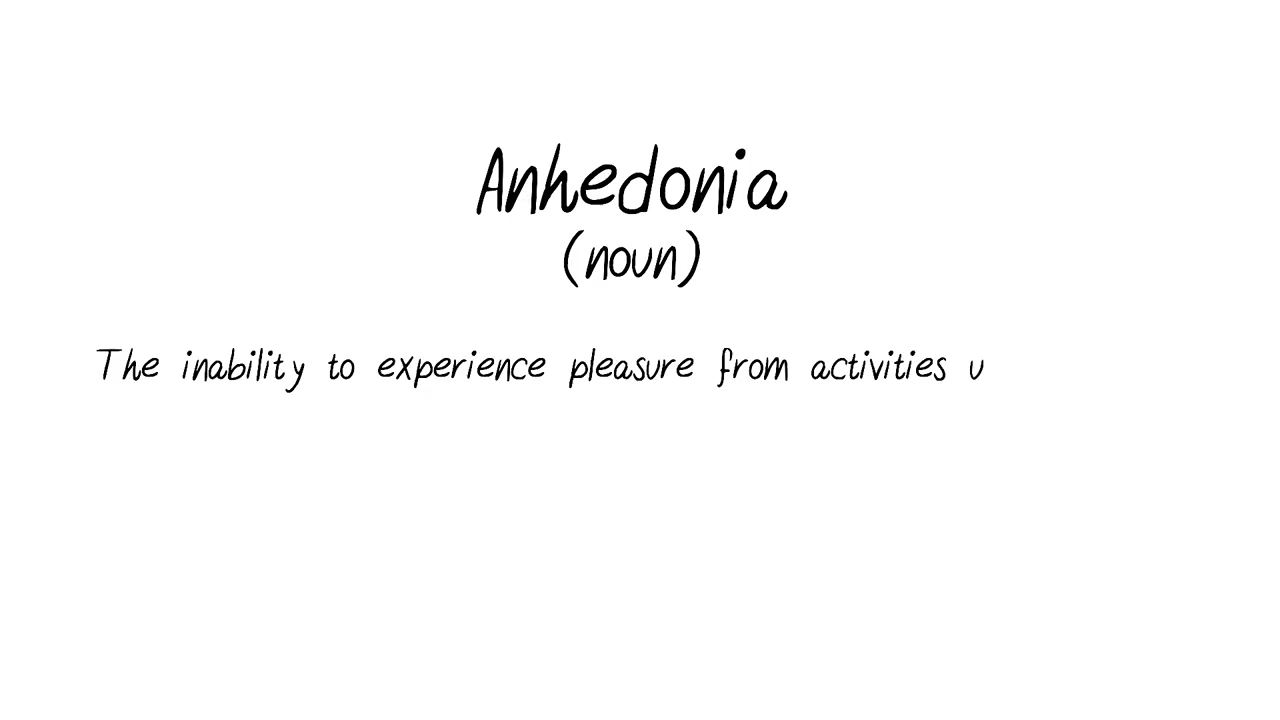 Anhedonia
(noun)
The inability to experience pleasure from activities u